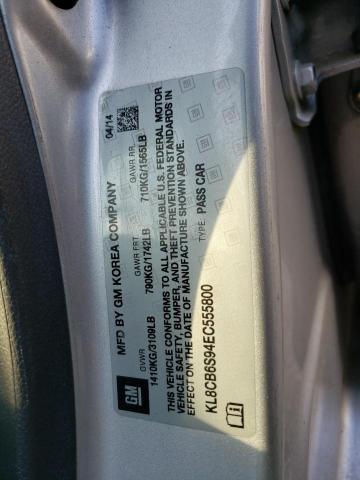 GM
MFD BY GM KOREA COMPANY
04/14
GVWR
GAWR FRT
GAWR RR
1410KG/3109LB
790KG/1742LB
710KG/1565LB
THIS VEHICLE CONFORMS TO ALL APPLICABLE U.S. FEDERAL MOTOR
VEHICLE SAFETY, BUMPER, AND THEFT PREVENTION STANDARDS IN
EFFECT ON THE DATE OF MANUFACTURE SHOWN ABOVE.
TYPE: PASS CAR
KL8CB6S94EC555800